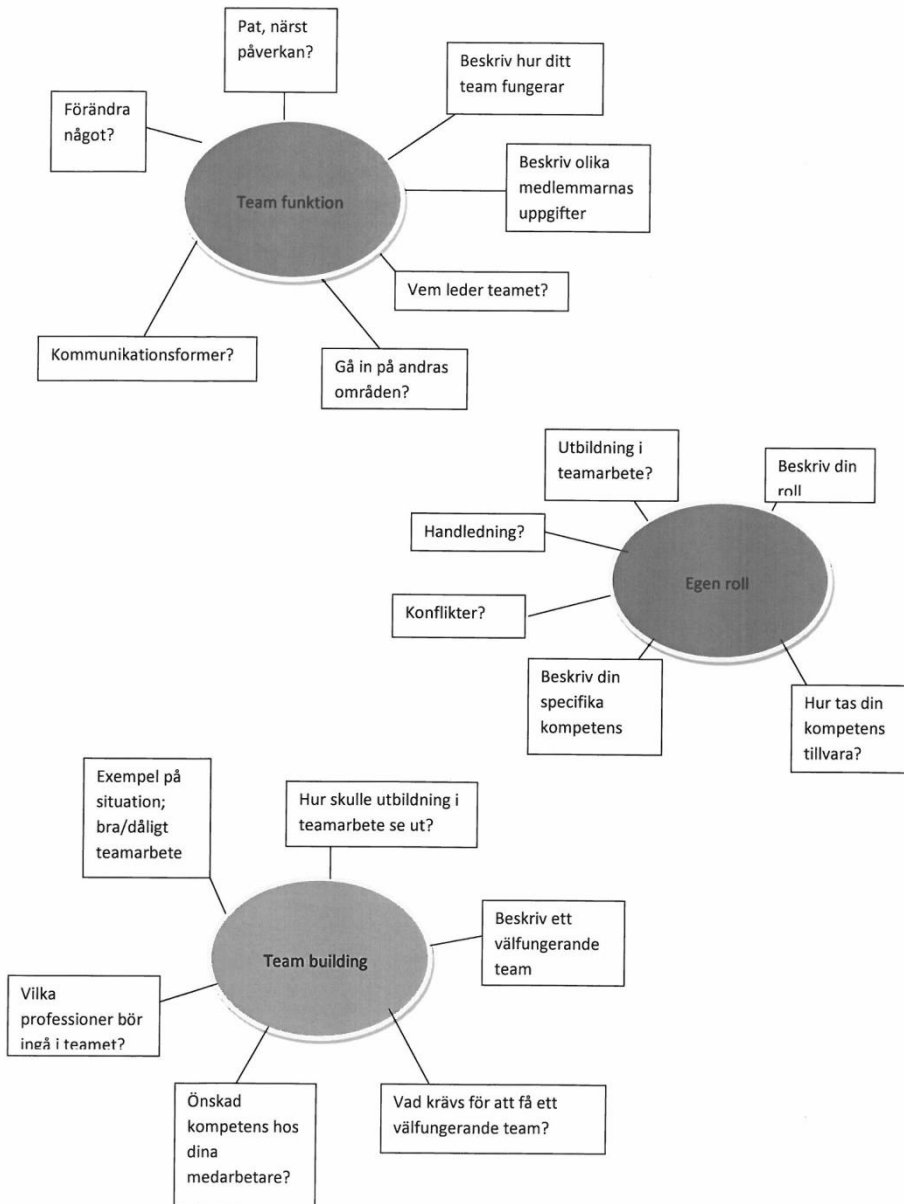 Pat, närst
påverkan?
Beskriv hur ditt
team fungerar
Förändra
något?
Beskriv olika
medlemmarnas
uppgifter
Team funktion
Vem leder teamet?
Kommunikationsformer?
Gå in på andras
områden?
Utbildning i
teamarbete?
Beskriv din
roll
Handledning?
Egen roll
Konflikter?
Beskriv din
specifika
kompetens
Hur tas din
kompetens
tillvara?
Exempel på
situation;
bra/dåligt
teamarbete
Hur skulle utbildning i
teamarbete se ut?
Beskriv ett
välfungerande
team
Team building
Vilka
professioner bör
ingå i teamet?
Önskad
kompetens hos
dina
medarbetare?
Vad krävs för att få ett
välfungerande team?